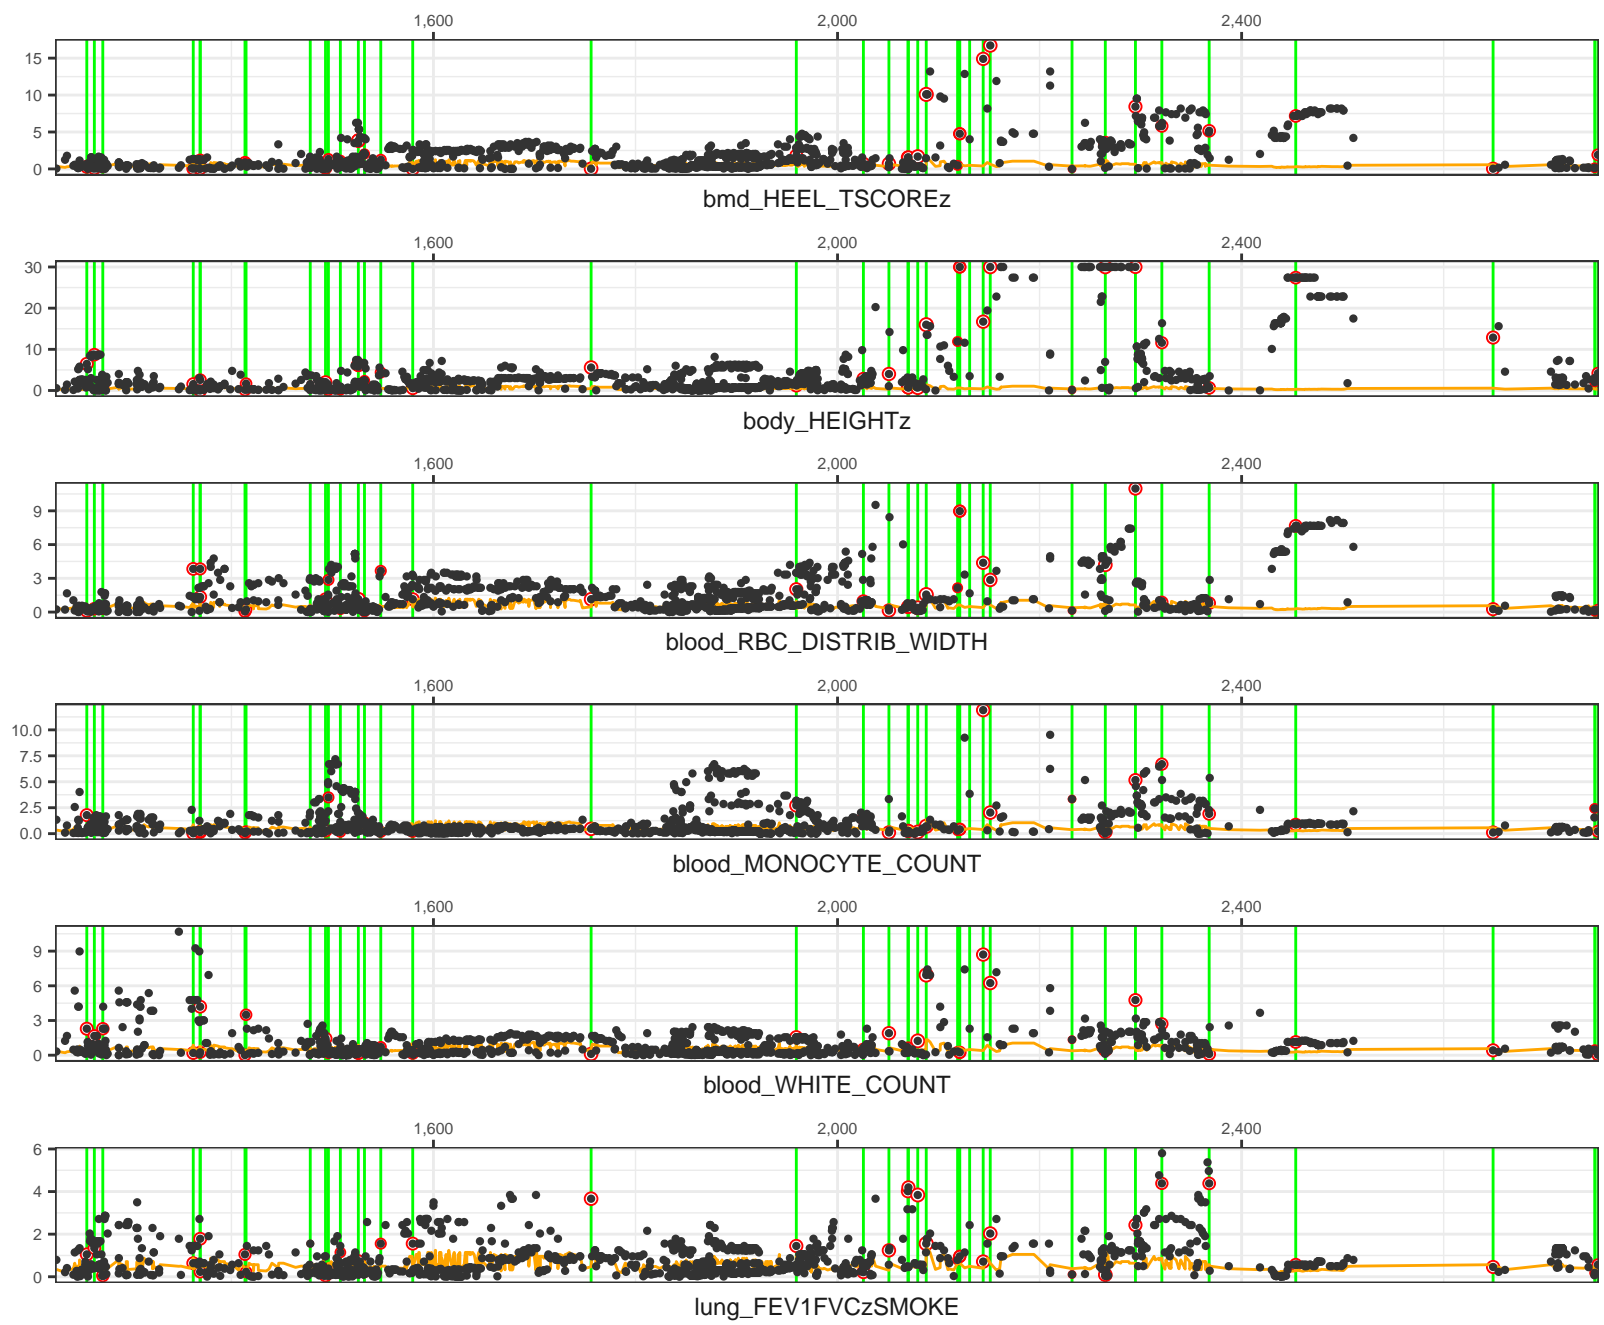 1,600 2,000 2,400
15
10
5
0
bmd_HEEL_TSCOREz
1,600 2,000 2,400
30
20
10
0
body_HEIGHTz
1,600 2,000 2,400
9
6
3
0
blood_RBC_DISTRIB_WIDTH
1,600 2,000 2,400
10.0
7.5
5.0
2.5
0.0
blood_MONOCYTE_COUNT
1,600 2,000 2,400
9
6
3
0
blood_WHITE_COUNT
1,600 2,000 2,400
6
4
2
0
lung_FEV1FVCzSMOKE